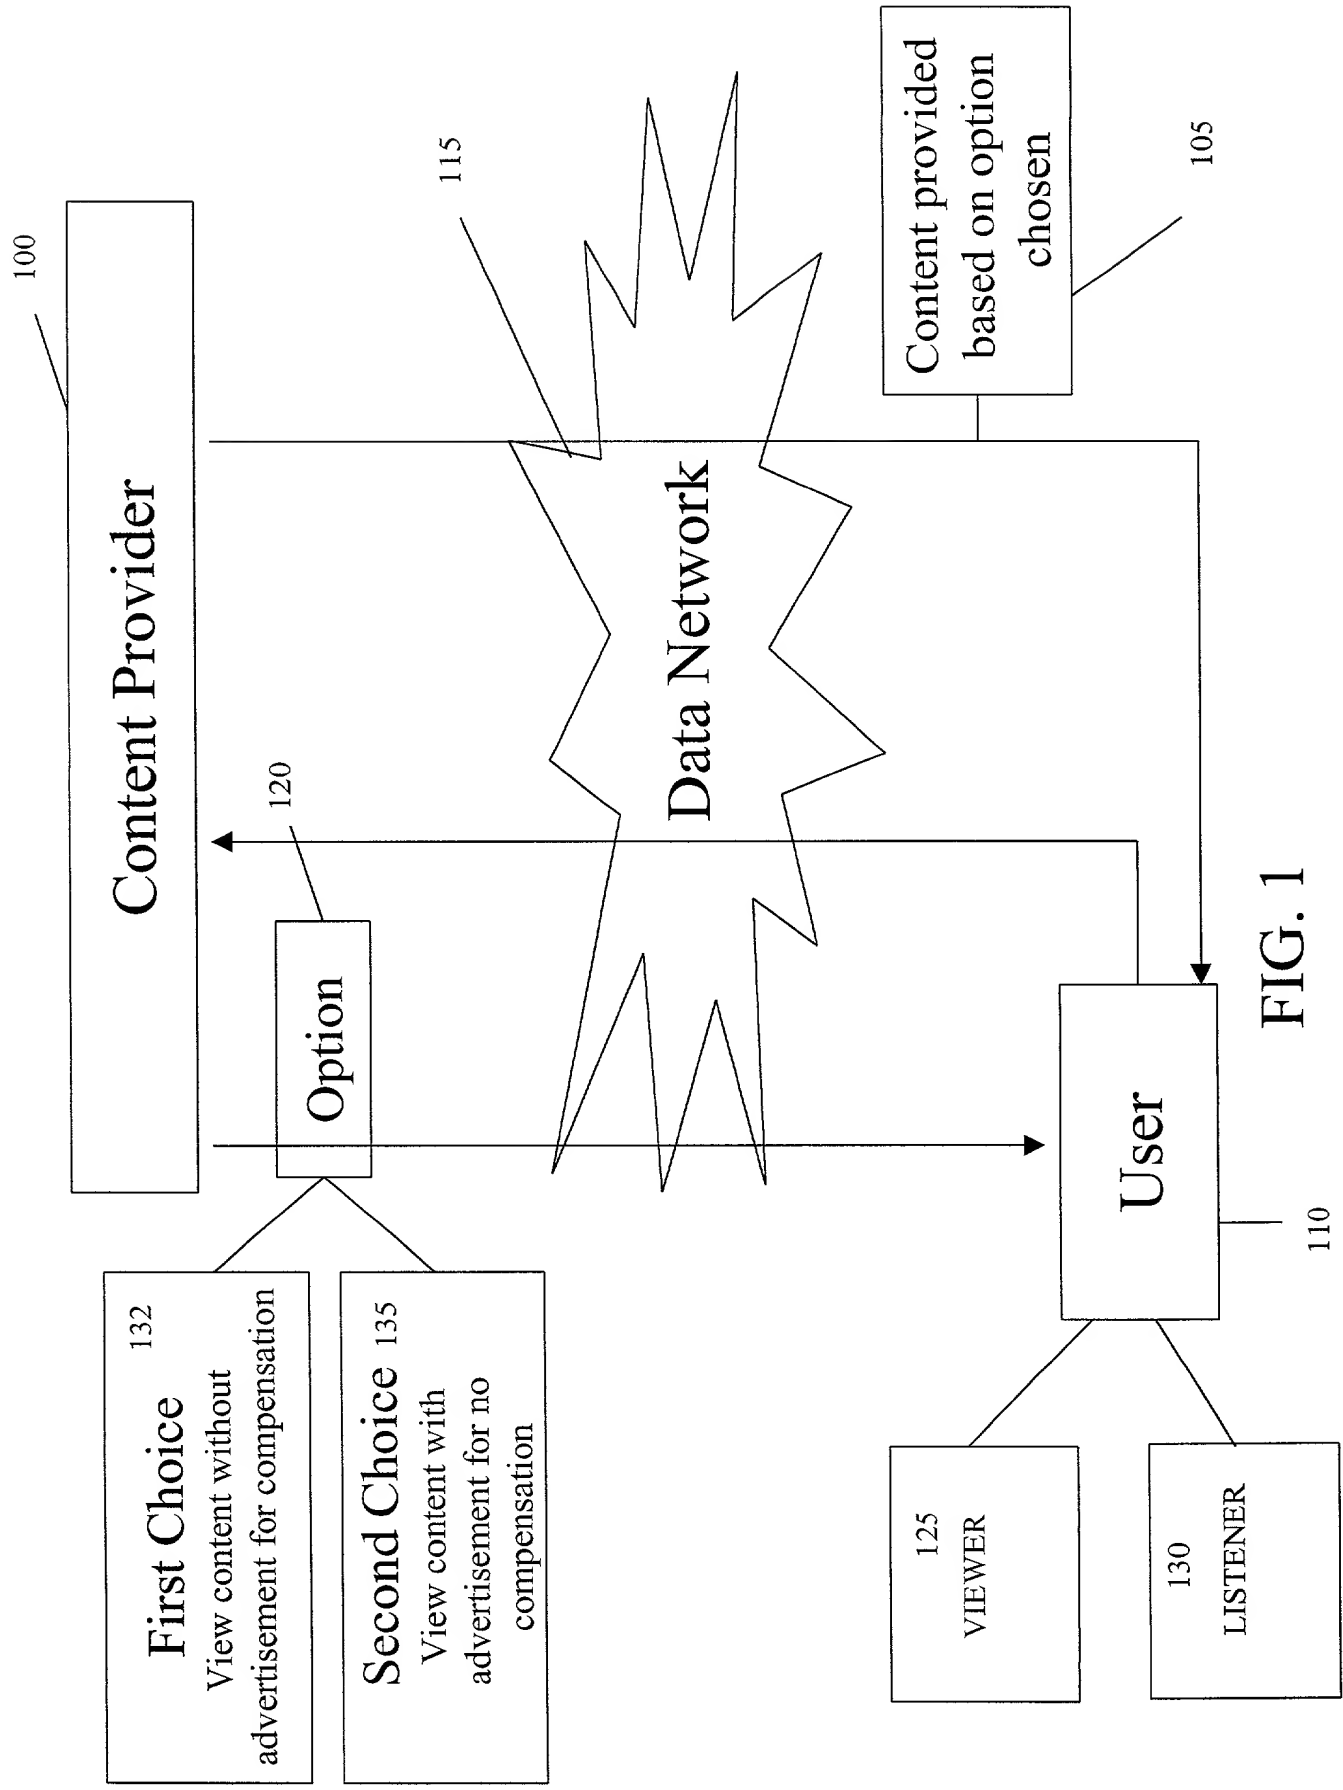 100
Content Provider
First Choice 132
View content without
advertisement for compensation
Second Choice 135
View content with
advertisement for no
compensation
Option
120
115
Data Network
Content provided
based on option
chosen
105
125
VIEWER
130
LISTENER
User
110
FIG. 1